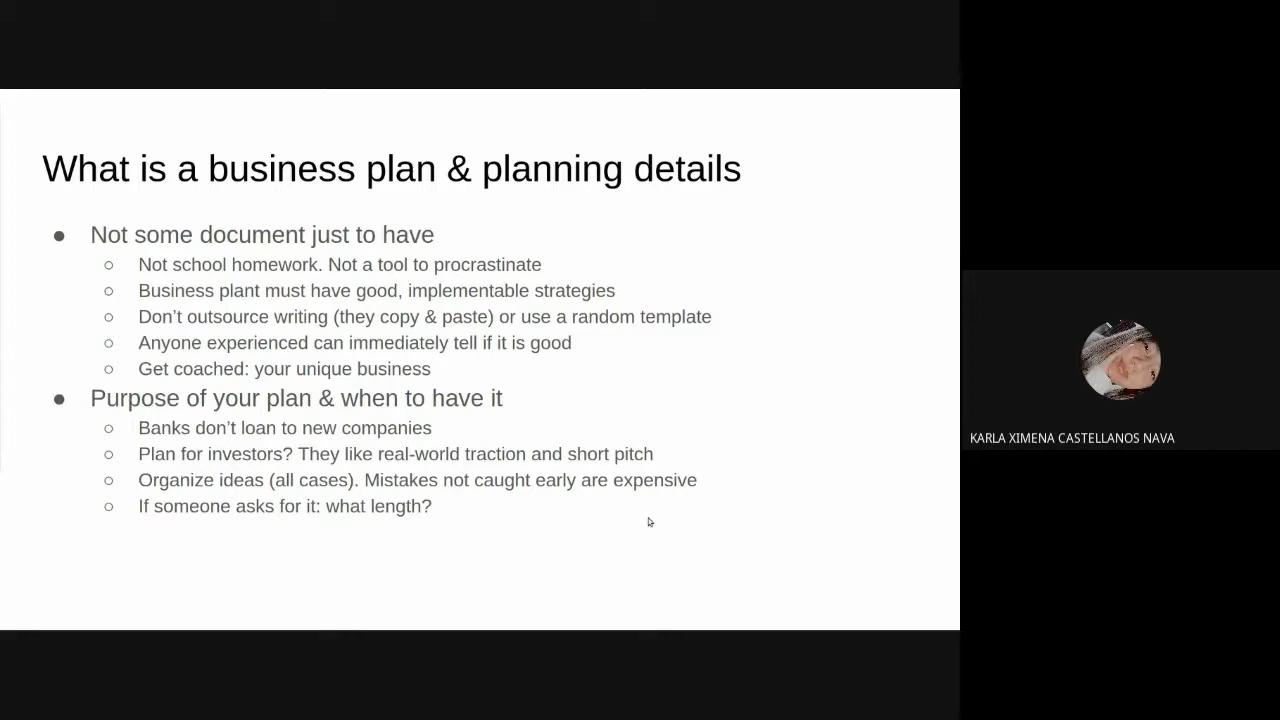 What is a business plan & planning details
● Not some document just to have
○ Not school homework. Not a tool to procrastinate
○ Business plant must have good, implementable strategies
○ Don’t outsource writing (they copy & paste) or use a random template
○ Anyone experienced can immediately tell if it is good
○ Get coached: your unique business
● Purpose of your plan & when to have it
○ Banks don’t loan to new companies
○ Plan for investors? They like real-world traction and short pitch
○ Organize ideas (all cases). Mistakes not caught early are expensive
○ If someone asks for it: what length?
KARLA XIMENA CASTELLANOS NAVA